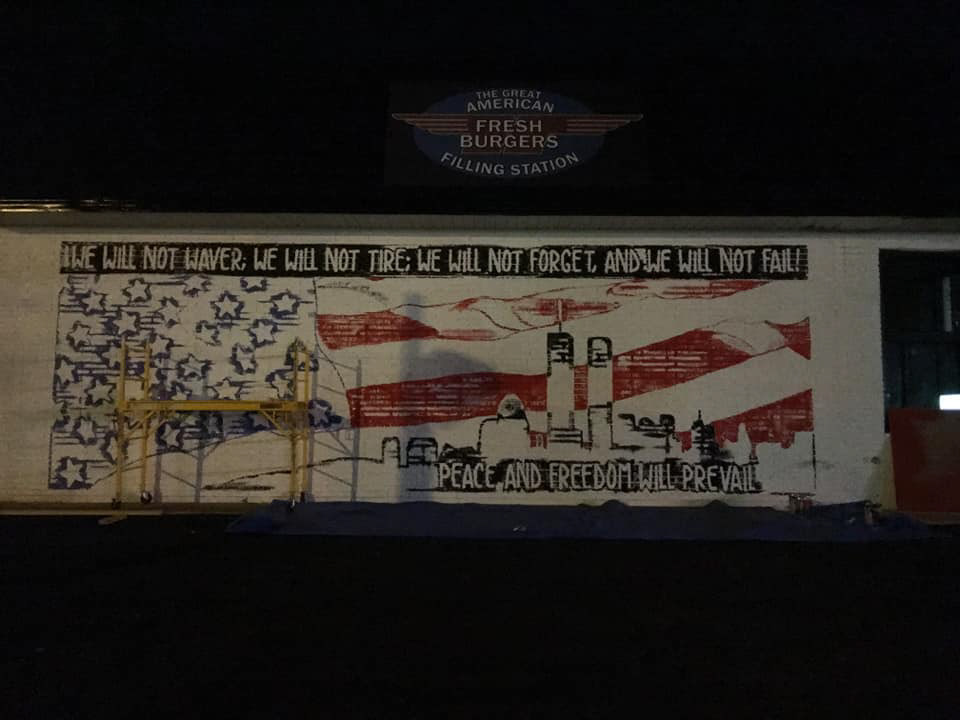 THE GREAT
AMERICAN
FRESH
BURGERS
FILLING STATION
WE WILL NOT WAVER; WE WILL NOT TIRE; WE WILL NOT FORGET, AND WE WILL NOT FAIL!
PEACE AND FREEDOM WILL PREVAIL